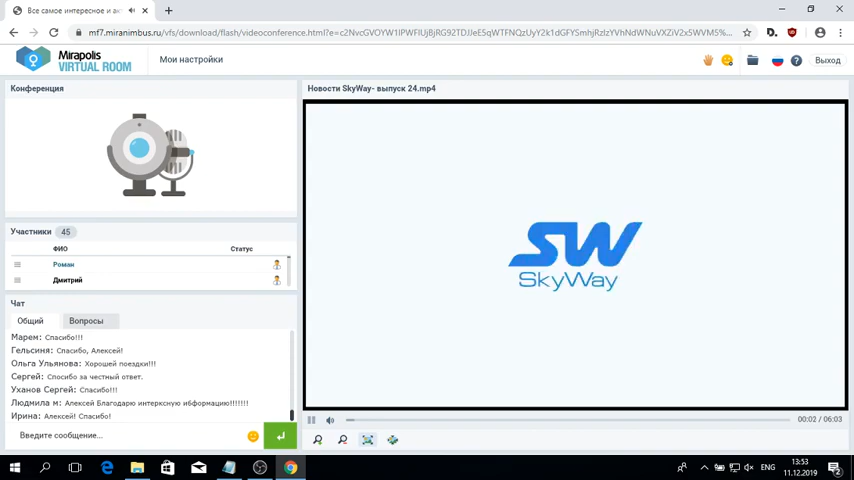 Все самое интересное и ак
mf7.miranimbus.ru/vfs/download/flash/videoconference.html?e=c2NvcGVOYW1lPWFlUjBjRG92TDJJeE5qWTFNQzUyY2k1dGFYSmhjRzlzYVhNdWNuVXZiV2x5WVM5...
Mirapolis
VIRTUAL ROOM
Мои настройки
Выход
Конференция
Новости SkyWay- выпуск 24.mp4
SW
SkyWay
Участники 45
ФИО Статус
Роман
Дмитрий
Чат
Общий Вопросы
Марем: Спасибо!!!
Гельсиня: Спасибо, Алексей!
Ольга Ульянова: Хорошей поездки!!!
Сергей: Спосибо за честный ответ.
Уханов Сергей: Спасибо!!!
Людмила м: Алексей Благодарю интеркскную ибформацию!!!!!!!
Ирина: Алексей! Спасибо!
Введите сообщение...
00:02 / 06:03
ENG
13:53
11.12.2019
2